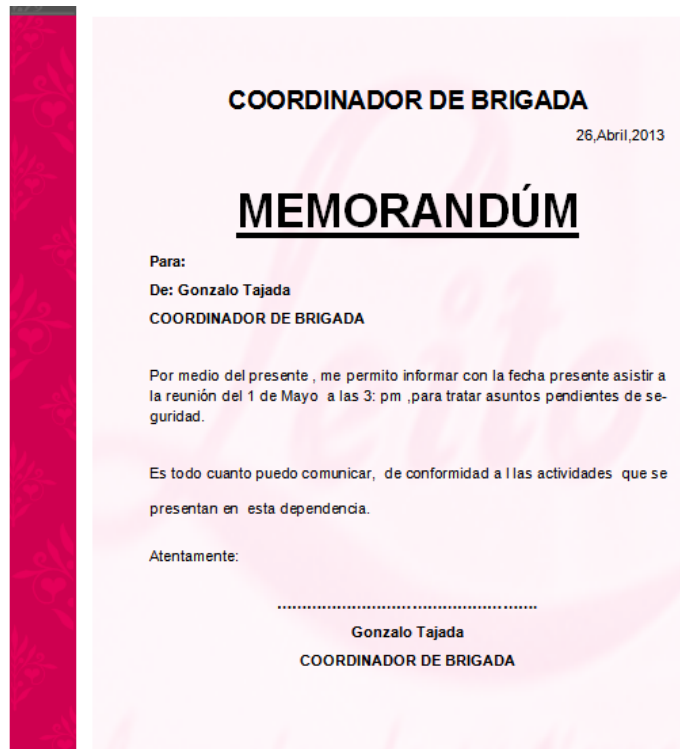 COORDINADOR DE BRIGADA
26,Abril,2013
MEMORANDÚM
Para:
De: Gonzalo Tajada
COORDINADOR DE BRIGADA
Por medio del presente , me permito informar con la fecha presente asistir a
la reunión del 1 de Mayo  a las 3: pm ,para tratar asuntos pendientes de se-
guridad.
Es todo cuanto puedo comunicar,  de conformidad a l las actividades  que se
presentan en  esta dependencia.
Atentamente:
.....................................................
Gonzalo Tajada
COORDINADOR DE BRIGADA
Leito